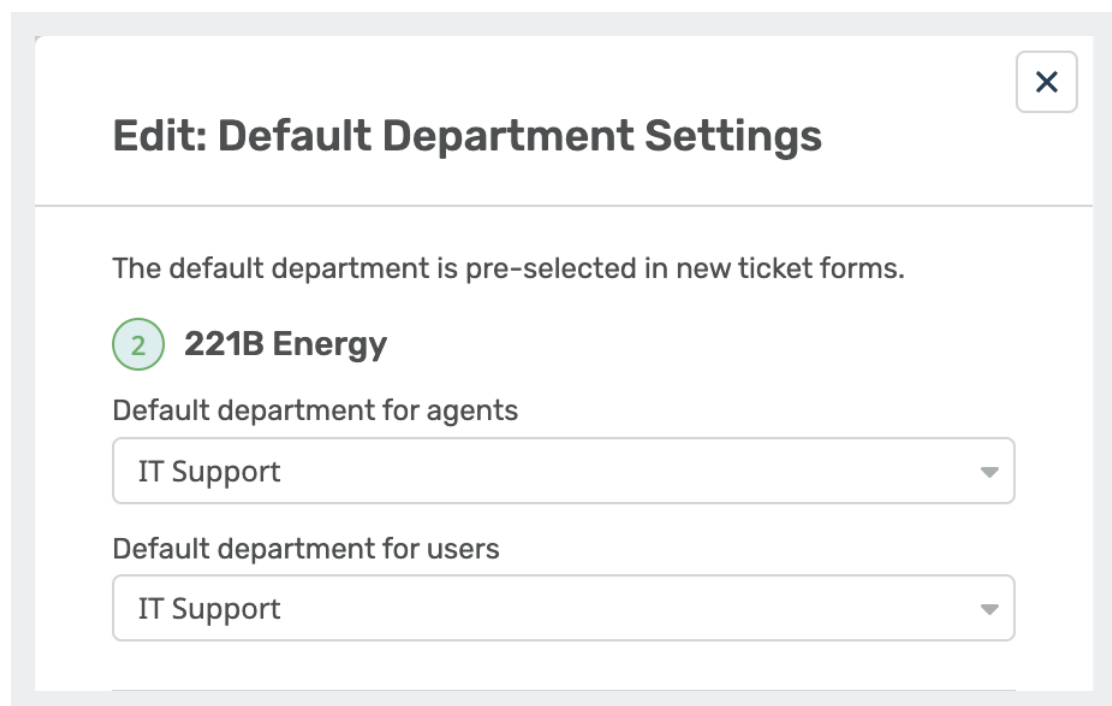 Edit: Default Department Settings
The default department is pre-selected in new ticket forms.
2 221B Energy
Default department for agents
IT Support
Default department for users
IT Support